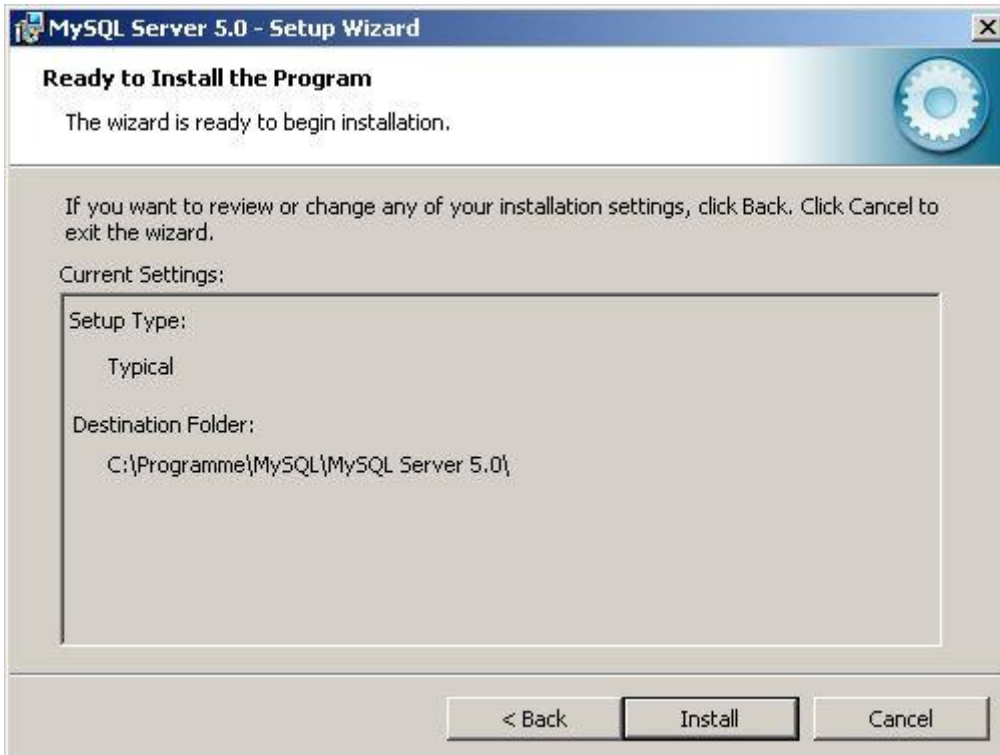 MySQL Server 5.0 - Setup Wizard
Ready to Install the Program
The wizard is ready to begin installation.
If you want to review or change any of your installation settings, click Back. Click Cancel to
exit the wizard.
Current Settings:
Setup Type:
Typical
Destination Folder:
C:\Programme\MySQL\MySQL Server 5.0\
< Back
Install
Cancel